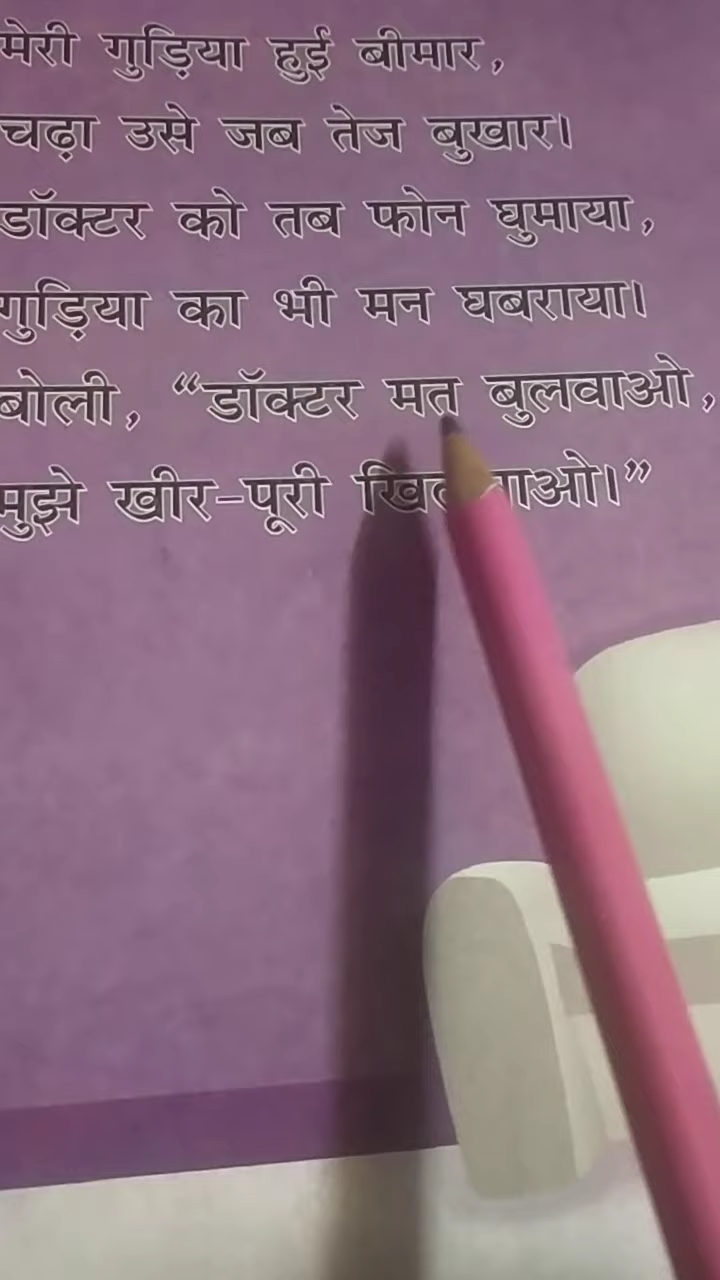 मेरी गुड़िया हुई बीमार,
चढ़ा उसे जब तेज बुखार।
डॉक्टर को तब फोन घुमाया,
गुड़िया का भी मन घबराया।
बोली, “डॉक्टर मत बुलवाओ,
मुझे खीर-पूरी